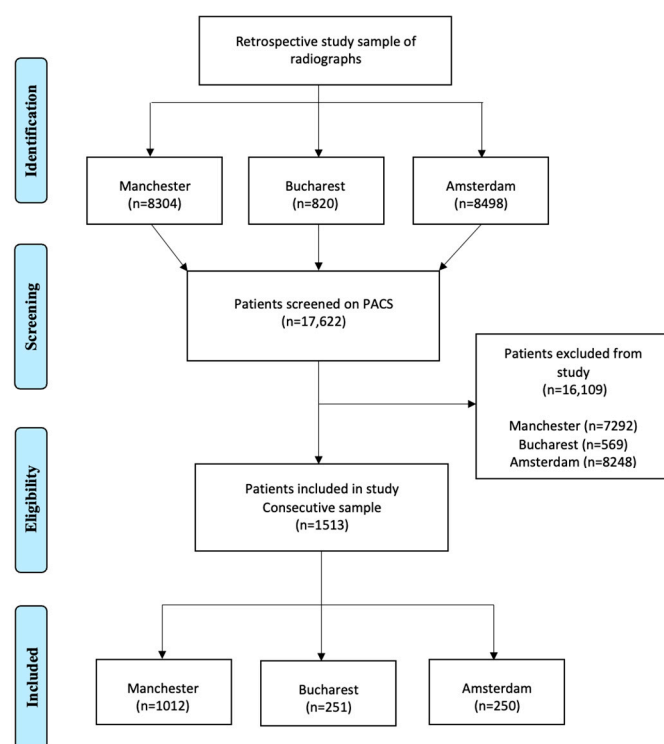 Retrospective study sample of
radiographs
Identification
Manchester
(n=8304)
Bucharest
(n=820)
Amsterdam
(n=8498)
Screening
Patients screened on PACS
(n=17,622)
Patients excluded from
study
(n=16,109)
Manchester (n=7292)
Bucharest (n=569)
Amsterdam (n=8248)
Eligibility
Patients included in study
Consecutive sample
(n=1513)
Included
Manchester
(n=1012)
Bucharest
(n=251)
Amsterdam
(n=250)